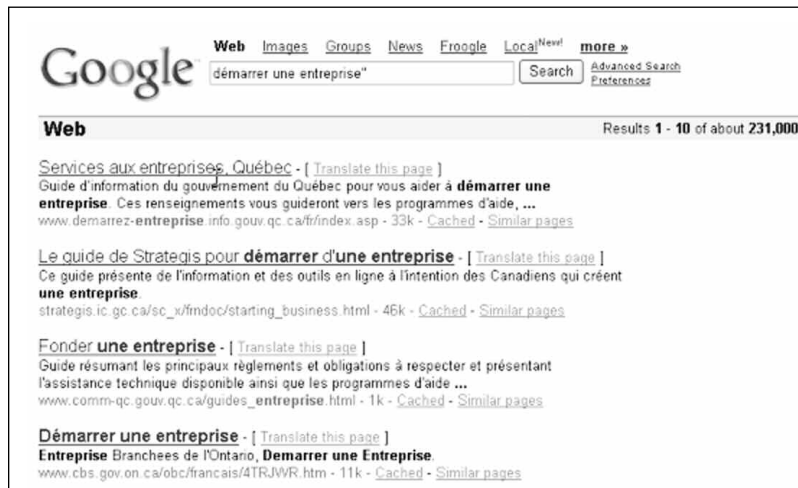 Web Images Groups News Froogle Local New! more »
Google
démarrer une entreprise"
Search
Advanced Search
Preferences
Web
Results 1 - 10 of about 231,000
Services aux entreprises, Québec - [ Translate this page ]
Guide d'information du gouvernement du Québec pour vous aider à démarrer une
entreprise. Ces renseignements vous guideront vers les programmes d'aide, ...
www.demarrez-entreprise.info.gouv.qc.ca/fr/index.asp - 33k - Cached - Similar pages
Le guide de Strategis pour démarrer d'une entreprise - [ Translate this page ]
Ce guide présente de l'information et des outils en ligne à l'intention des Canadiens qui créent
une entreprise.
strategis.ic.gc.ca/sc_x/frndoc/starting_business.html - 46k - Cached - Similar pages
Fonder une entreprise - [ Translate this page ]
Guide résumant les principaux règlements et obligations à respecter et présentant
l'assistance technique disponible ainsi que les programmes d'aide ...
www.comm-qc.gouv.qc.ca/guides_entreprise.html - 1k - Cached - Similar pages
Démarrer une entreprise - [ Translate this page ]
Entreprise Branchees de l'Ontario, Demarrer une Entreprise.
www.cbs.gov.on.ca/obc/francais/4TRJWR.htm - 11k - Cached - Similar pages